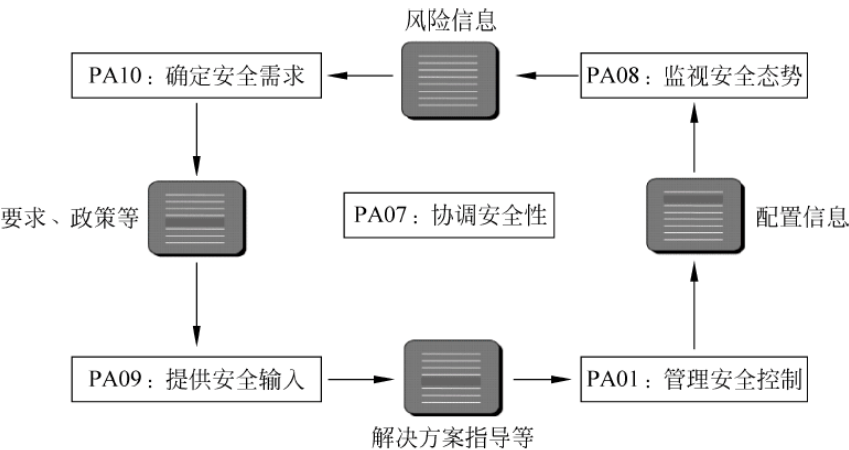 风险信息
PA10：确定安全需求
PA08：监视安全态势
要求、政策等
PA07：协调安全性
配置信息
PA09：提供安全输入
PA01：管理安全控制
解决方案指导等